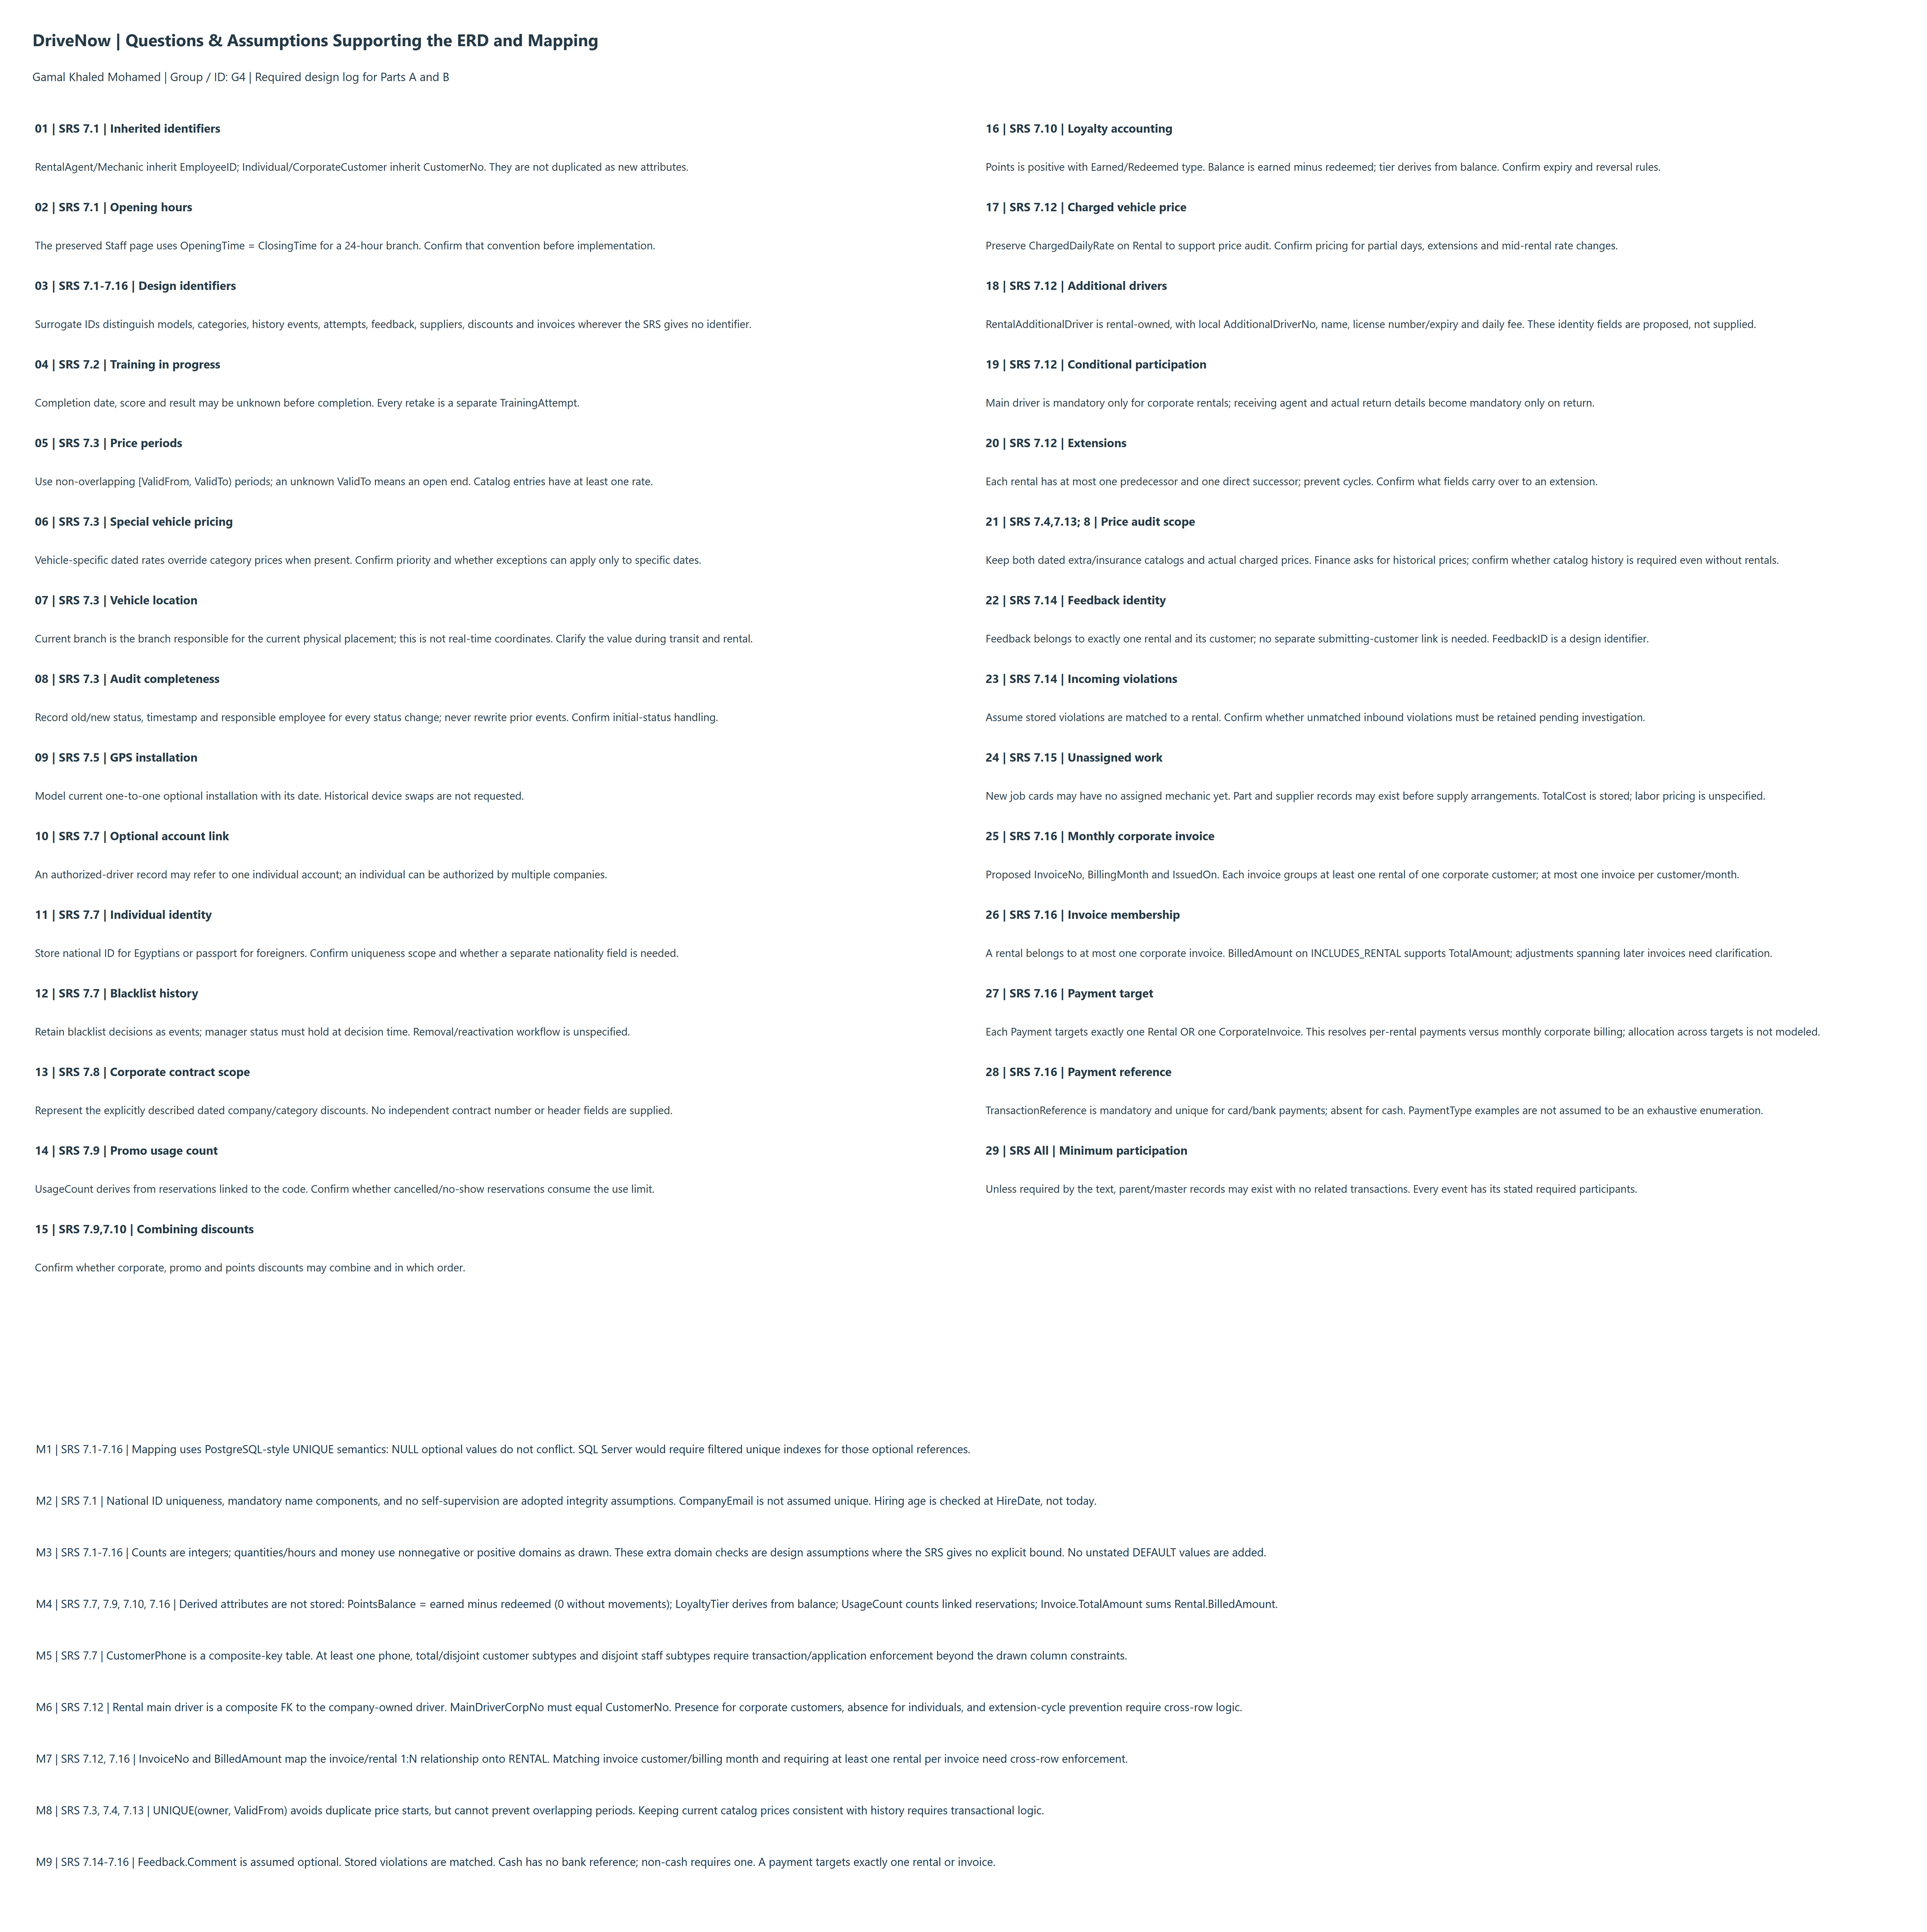 DriveNow | Questions & Assumptions Supporting the ERD and Mapping
Gamal Khaled Mohamed | Group / ID: G4 | Required design log for Parts A and B
01 | SRS 7.1 | Inherited identifiers
RentalAgent/Mechanic inherit EmployeeID; Individual/CorporateCustomer inherit CustomerNo. They are not duplicated as new attributes.
02 | SRS 7.1 | Opening hours
The preserved Staff page uses OpeningTime = ClosingTime for a 24-hour branch. Confirm that convention before implementation.
03 | SRS 7.1-7.16 | Design identifiers
Surrogate IDs distinguish models, categories, history events, attempts, feedback, suppliers, discounts and invoices wherever the SRS gives no identifier.
04 | SRS 7.2 | Training in progress
Completion date, score and result may be unknown before completion. Every retake is a separate TrainingAttempt.
05 | SRS 7.3 | Price periods
Use non-overlapping [ValidFrom, ValidTo) periods; an unknown ValidTo means an open end. Catalog entries have at least one rate.
06 | SRS 7.3 | Special vehicle pricing
Vehicle-specific dated rates override category prices when present. Confirm priority and whether exceptions can apply only to specific dates.
07 | SRS 7.3 | Vehicle location
Current branch is the branch responsible for the current physical placement; this is not real-time coordinates. Clarify the value during transit and rental.
08 | SRS 7.3 | Audit completeness
Record old/new status, timestamp and responsible employee for every status change; never rewrite prior events. Confirm initial-status handling.
09 | SRS 7.5 | GPS installation
Model current one-to-one optional installation with its date. Historical device swaps are not requested.
10 | SRS 7.7 | Optional account link
An authorized-driver record may refer to one individual account; an individual can be authorized by multiple companies.
11 | SRS 7.7 | Individual identity
Store national ID for Egyptians or passport for foreigners. Confirm uniqueness scope and whether a separate nationality field is needed.
12 | SRS 7.7 | Blacklist history
Retain blacklist decisions as events; manager status must hold at decision time. Removal/reactivation workflow is unspecified.
13 | SRS 7.8 | Corporate contract scope
Represent the explicitly described dated company/category discounts. No independent contract number or header fields are supplied.
14 | SRS 7.9 | Promo usage count
UsageCount derives from reservations linked to the code. Confirm whether cancelled/no-show reservations consume the use limit.
15 | SRS 7.9,7.10 | Combining discounts
Confirm whether corporate, promo and points discounts may combine and in which order.
16 | SRS 7.10 | Loyalty accounting
Points is positive with Earned/Redeemed type. Balance is earned minus redeemed; tier derives from balance. Confirm expiry and reversal rules.
17 | SRS 7.12 | Charged vehicle price
Preserve ChargedDailyRate on Rental to support price audit. Confirm pricing for partial days, extensions and mid-rental rate changes.
18 | SRS 7.12 | Additional drivers
RentalAdditionalDriver is rental-owned, with local AdditionalDriverNo, name, license number/expiry and daily fee. These identity fields are proposed, not supplied.
19 | SRS 7.12 | Conditional participation
Main driver is mandatory only for corporate rentals; receiving agent and actual return details become mandatory only on return.
20 | SRS 7.12 | Extensions
Each rental has at most one predecessor and one direct successor; prevent cycles. Confirm what fields carry over to an extension.
21 | SRS 7.4,7.13; 8 | Price audit scope
Keep both dated extra/insurance catalogs and actual charged prices. Finance asks for historical prices; confirm whether catalog history is required even without rentals.
22 | SRS 7.14 | Feedback identity
Feedback belongs to exactly one rental and its customer; no separate submitting-customer link is needed. FeedbackID is a design identifier.
23 | SRS 7.14 | Incoming violations
Assume stored violations are matched to a rental. Confirm whether unmatched inbound violations must be retained pending investigation.
24 | SRS 7.15 | Unassigned work
New job cards may have no assigned mechanic yet. Part and supplier records may exist before supply arrangements. TotalCost is stored; labor pricing is unspecified.
25 | SRS 7.16 | Monthly corporate invoice
Proposed InvoiceNo, BillingMonth and IssuedOn. Each invoice groups at least one rental of one corporate customer; at most one invoice per customer/month.
26 | SRS 7.16 | Invoice membership
A rental belongs to at most one corporate invoice. BilledAmount on INCLUDES_RENTAL supports TotalAmount; adjustments spanning later invoices need clarification.
27 | SRS 7.16 | Payment target
Each Payment targets exactly one Rental OR one CorporateInvoice. This resolves per-rental payments versus monthly corporate billing; allocation across targets is not modeled.
28 | SRS 7.16 | Payment reference
TransactionReference is mandatory and unique for card/bank payments; absent for cash. PaymentType examples are not assumed to be an exhaustive enumeration.
29 | SRS All | Minimum participation
Unless required by the text, parent/master records may exist with no related transactions. Every event has its stated required participants.
M1 | SRS 7.1-7.16 | Mapping uses PostgreSQL-style UNIQUE semantics: NULL optional values do not conflict. SQL Server would require filtered unique indexes for those optional references.
M2 | SRS 7.1 | National ID uniqueness, mandatory name components, and no self-supervision are adopted integrity assumptions. CompanyEmail is not assumed unique. Hiring age is checked at HireDate, not today.
M3 | SRS 7.1-7.16 | Counts are integers; quantities/hours and money use nonnegative or positive domains as drawn. These extra domain checks are design assumptions where the SRS gives no explicit bound. No unstated DEFAULT values are added.
M4 | SRS 7.7, 7.9, 7.10, 7.16 | Derived attributes are not stored: PointsBalance = earned minus redeemed (0 without movements); LoyaltyTier derives from balance; UsageCount counts linked reservations; Invoice.TotalAmount sums Rental.BilledAmount.
M5 | SRS 7.7 | CustomerPhone is a composite-key table. At least one phone, total/disjoint customer subtypes and disjoint staff subtypes require transaction/application enforcement beyond the drawn column constraints.
M6 | SRS 7.12 | Rental main driver is a composite FK to the company-owned driver. MainDriverCorpNo must equal CustomerNo. Presence for corporate customers, absence for individuals, and extension-cycle prevention require cross-row logic.
M7 | SRS 7.12, 7.16 | InvoiceNo and BilledAmount map the invoice/rental 1:N relationship onto RENTAL. Matching invoice customer/billing month and requiring at least one rental per invoice need cross-row enforcement.
M8 | SRS 7.3, 7.4, 7.13 | UNIQUE(owner, ValidFrom) avoids duplicate price starts, but cannot prevent overlapping periods. Keeping current catalog prices consistent with history requires transactional logic.
M9 | SRS 7.14-7.16 | Feedback.Comment is assumed optional. Stored violations are matched. Cash has no bank reference; non-cash requires one. A payment targets exactly one rental or invoice.